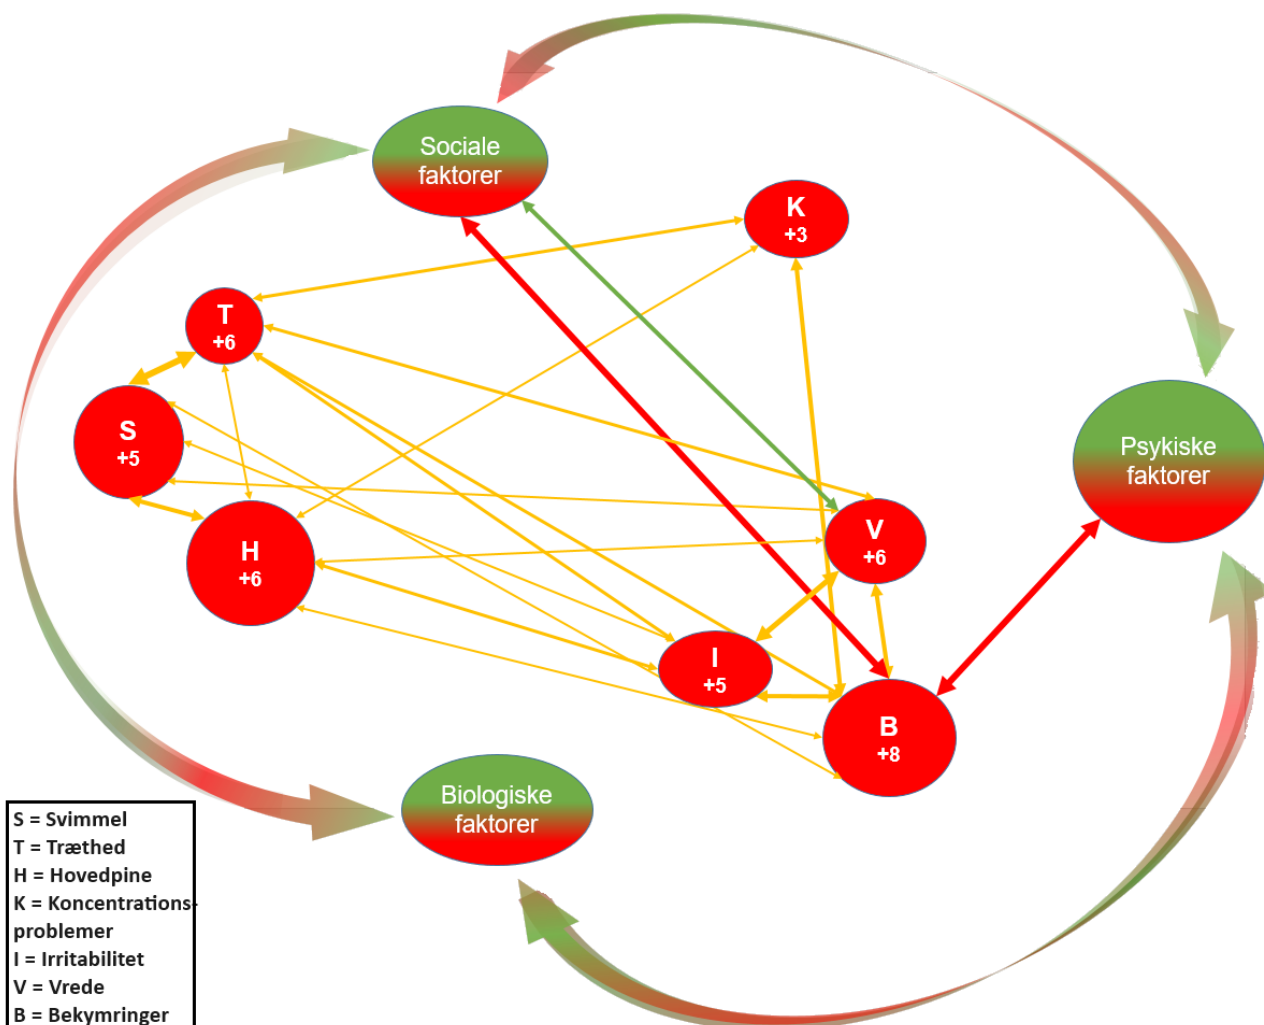 Sociale
faktorer
K
+3
T
+6
S
+5
Psykiske
faktorer
V
+6
H
+6
I
+5
B
+8
Biologiske
faktorer
S = Svimmel
T = Træthed
H = Hovedpine
K = Koncentrations-
problemer
I = Irritabilitet
V = Vrede
B = Bekymringer